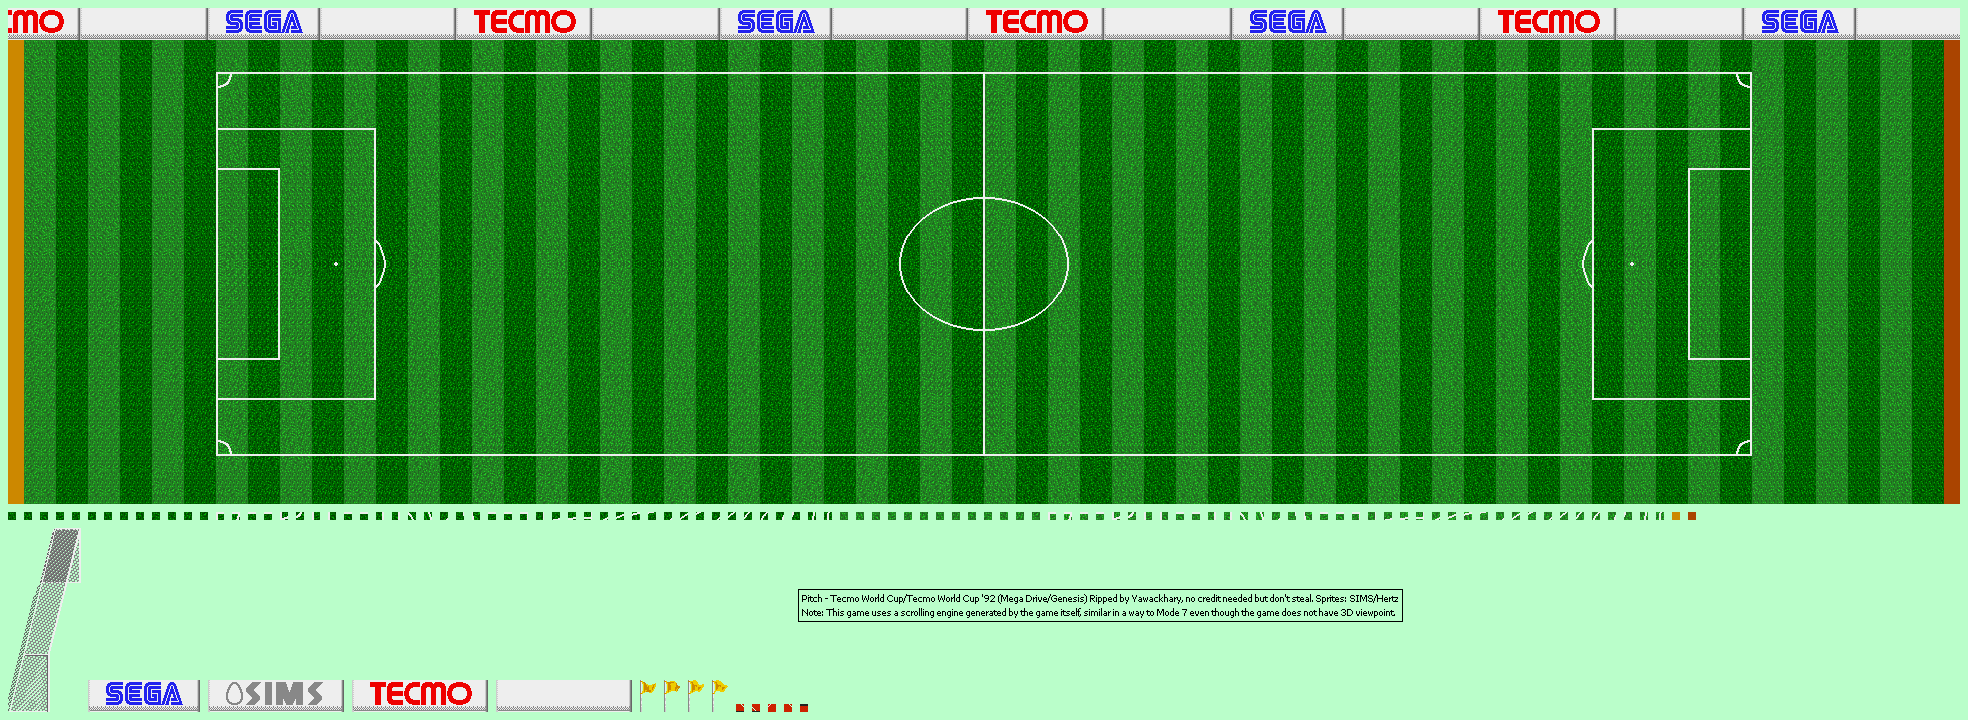 CMO SEGA TECMO SEGA TECMO SEGA TECMO SEGA
Pitch - Tecmo World Cup/Tecmo World Cup '92 (Mega Drive/Genesis) Ripped by Yawackhary, no credit needed but don't steal. Sprites: SIMS/Hertz
Note: This game uses a scrolling engine generated by the game itself, similar in a way to Mode 7 even though the game does not have 3D viewpoint.
SEGA SIMS TECMO